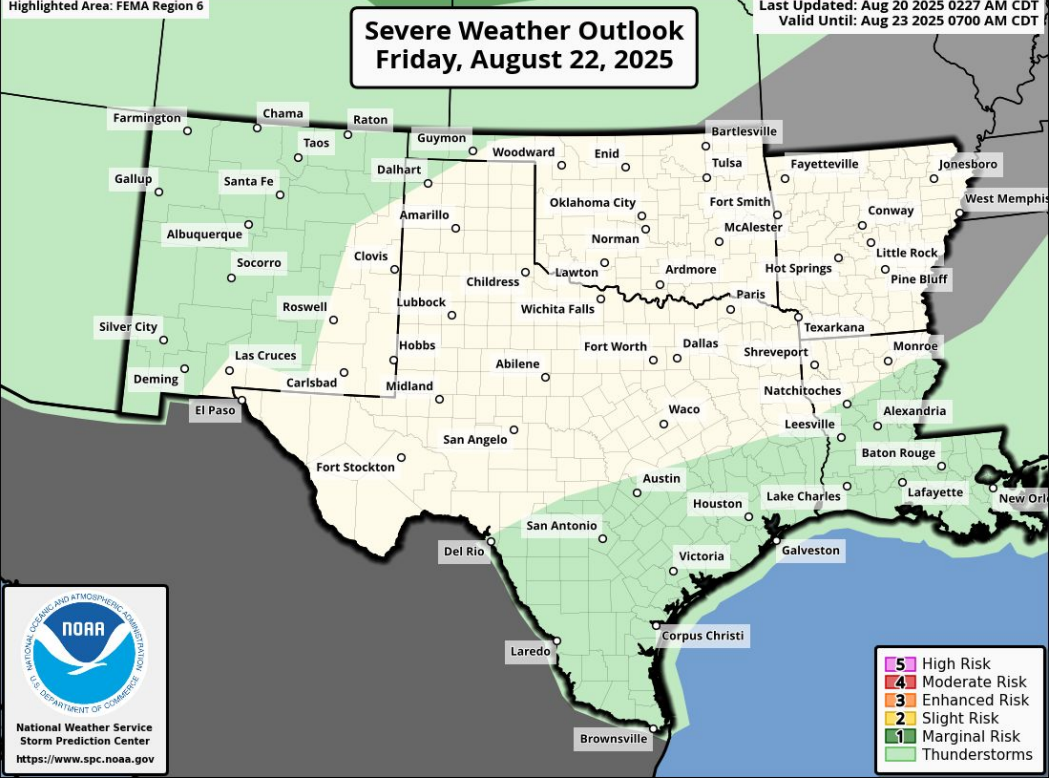 Highlighted Area: FEMA Region 6
Last Updated: Aug 20 2025 0227 AM CDT
Valid Until: Aug 23 2025 0700 AM CDT
Severe Weather Outlook
Friday, August 22, 2025
Farmington
Chama
Raton
Taos
Guymon
Woodward
Enid
Bartlesville
Tulsa
Fayetteville
Jonesboro
Gallup
Santa Fe
Dalhart
Oklahoma City
Fort Smith
West Memphis
Albuquerque
Amarillo
Norman
McAlester
Conway
Socorro
Clovis
Childress
Lawton
Ardmore
Hot Springs
Little Rock
Pine Bluff
Roswell
Lubbock
Wichita Falls
Paris
Texarkana
Silver City
Las Cruces
Hobbs
Abilene
Fort Worth
Dallas
Shreveport
Monroe
Deming
Carlsbad
Midland
Natchitoches
El Paso
San Angelo
Waco
Leesville
Alexandria
Fort Stockton
Baton Rouge
Austin
Houston
Lake Charles
Lafayette
New Orl
San Antonio
Del Rio
Victoria
Galveston
Laredo
Corpus Christi
Brownsville
NATIONAL OCEANIC AND ATMOSPHERIC ADMINISTRATION
NOAA
U.S. DEPARTMENT OF COMMERCE
National Weather Service
Storm Prediction Center
https://www.spc.noaa.gov
5 High Risk
4 Moderate Risk
3 Enhanced Risk
2 Slight Risk
1 Marginal Risk
Thunderstorms